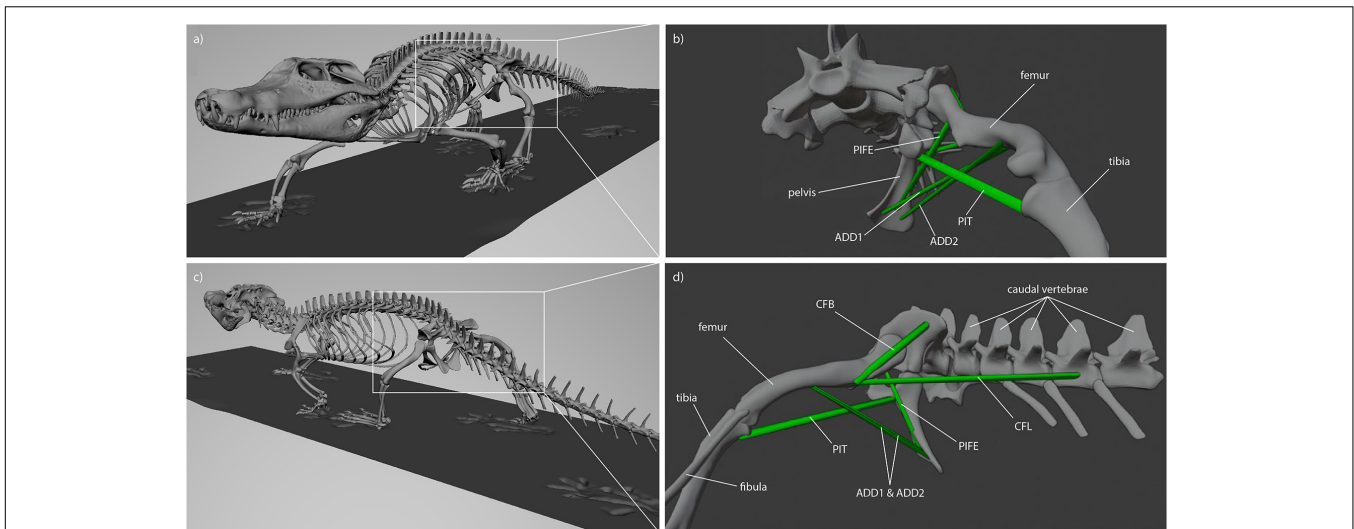 a)
b)
femur
PIFE
tibia
pelvis
PIT
ADD1
ADD2
c)
d)
caudal vertebrae
CFB
femur
tibia
CFL
PIFE
PIT
fibula
ADD1 & ADD2